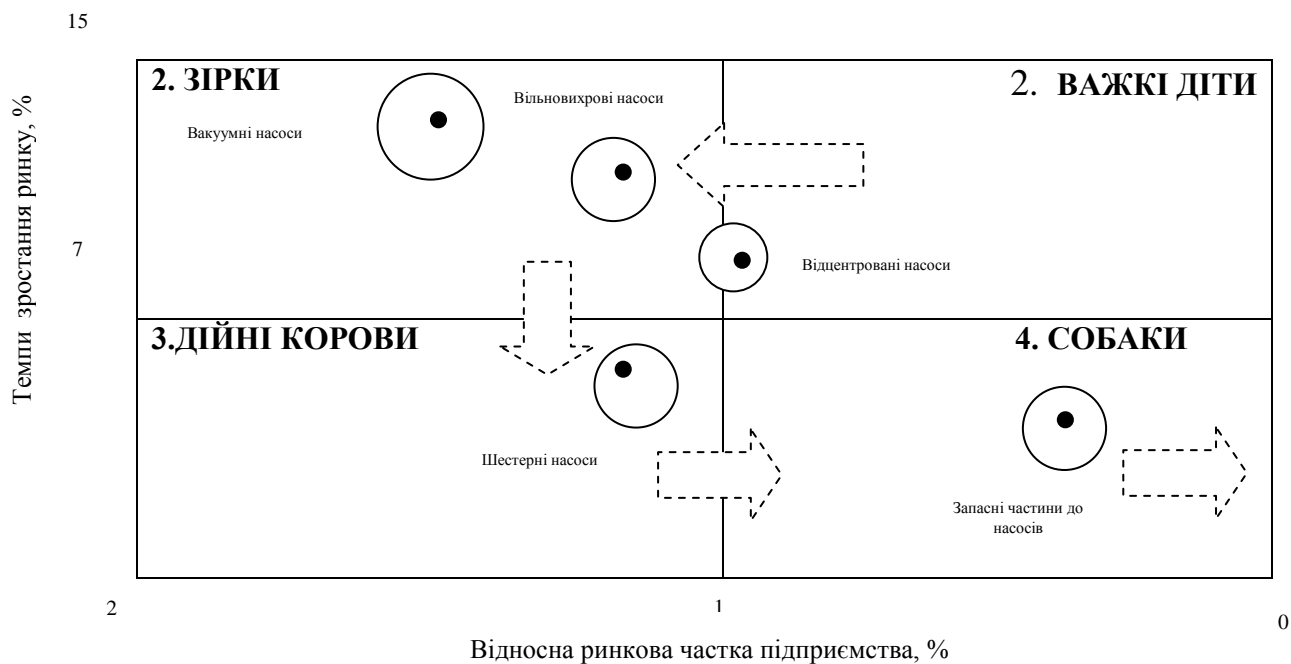 15
2. ЗІРКИ
2. ВАЖКІ ДІТИ
Вільновихрові насоси
Вакуумні насоси
Темпи зростання ринку, %
7
Відцентровані насоси
3.ДІЙНІ КОРОВИ
4. СОБАКИ
Шестерні насоси
Запасні частини до
насосів
2
1
0
Відносна ринкова частка підприємства, %